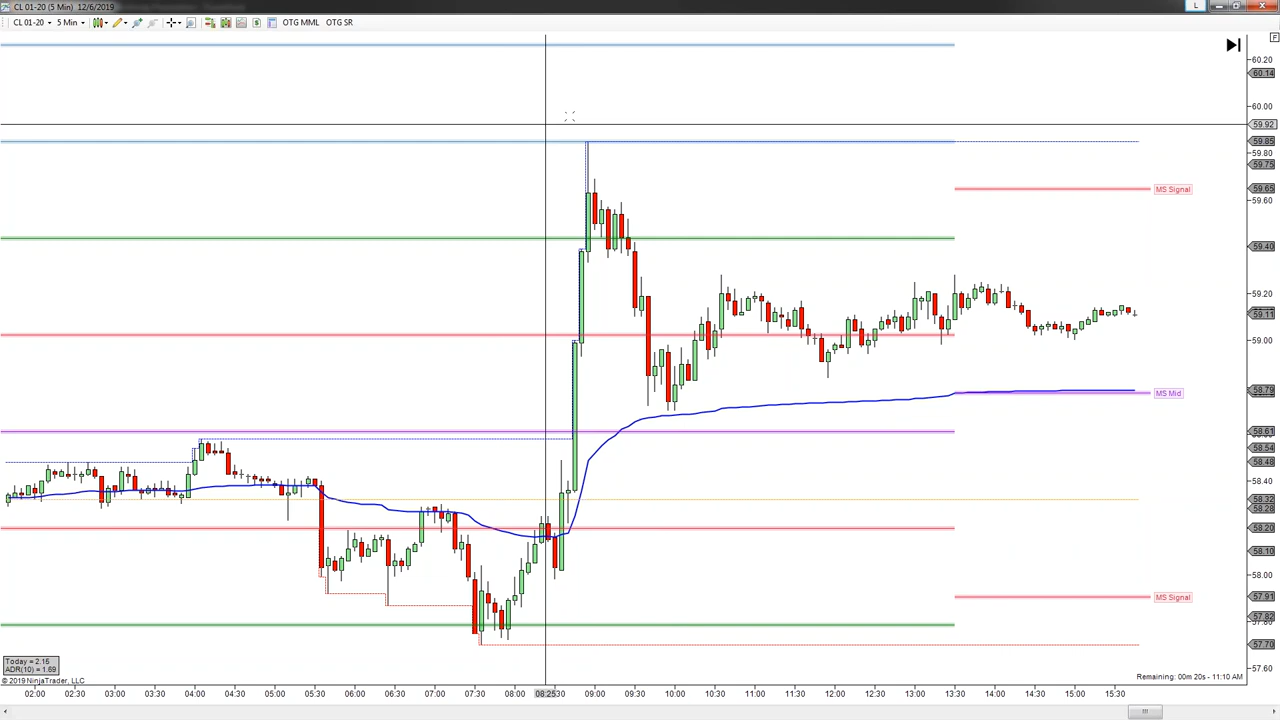 CL 01-20 (5 Min) 12/6/2019
L
CL 01-20 5 Min OTG MML OTG SR
F
60.20
60.14
60.00
59.92
59.85
59.80
59.75
MS Signal 59.65
59.60
59.40
59.20
59.11
59.00
58.79
MS Mid
58.61
58.54
58.48
58.40
58.32
58.28
58.20
58.10
58.00
MS Signal 57.91
57.82
57.80
57.70
57.60
Today = 2.15
ADR(10) = 1.69
© 2019 NinjaTrader, LLC
Remaining: 00m 20s - 11:10 AM
02:00 02:30 03:00 03:30 04:00 04:30 05:00 05:30 06:00 06:30 07:00 07:30 08:00 08:25 09:00 09:30 10:00 10:30 11:00 11:30 12:00 12:30 13:00 13:30 14:00 14:30 15:00 15:30